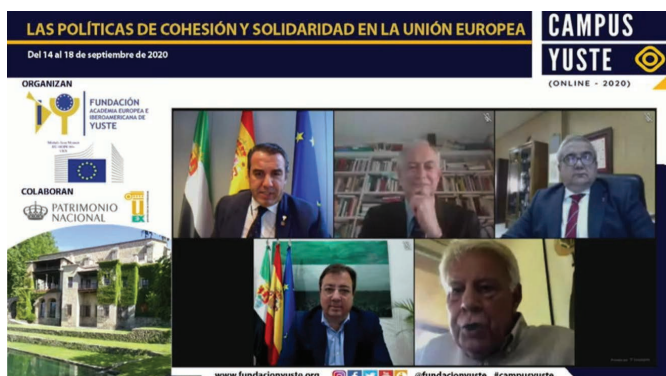 LAS POLÍTICAS DE COHESIÓN Y SOLIDARIDAD EN LA UNIÓN EUROPEA
Del 14 al 18 de septiembre de 2020
CAMPUS
YUSTE
(ONLINE - 2020)
ORGANIZAN
FUNDACIÓN
ACADEMIA EUROPEA E
IBEROAMERICANA DE
YUSTE
COLABORAN
PATRIMONIO
NACIONAL
www.fundacionyuste.org
@fundacionyuste
#campusyuste